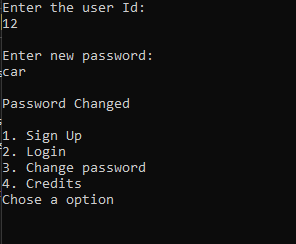 Enter the user Id:
12
Enter new password:
car
Password Changed
1. Sign Up
2. Login
3. Change password
4. Credits
Chose a option